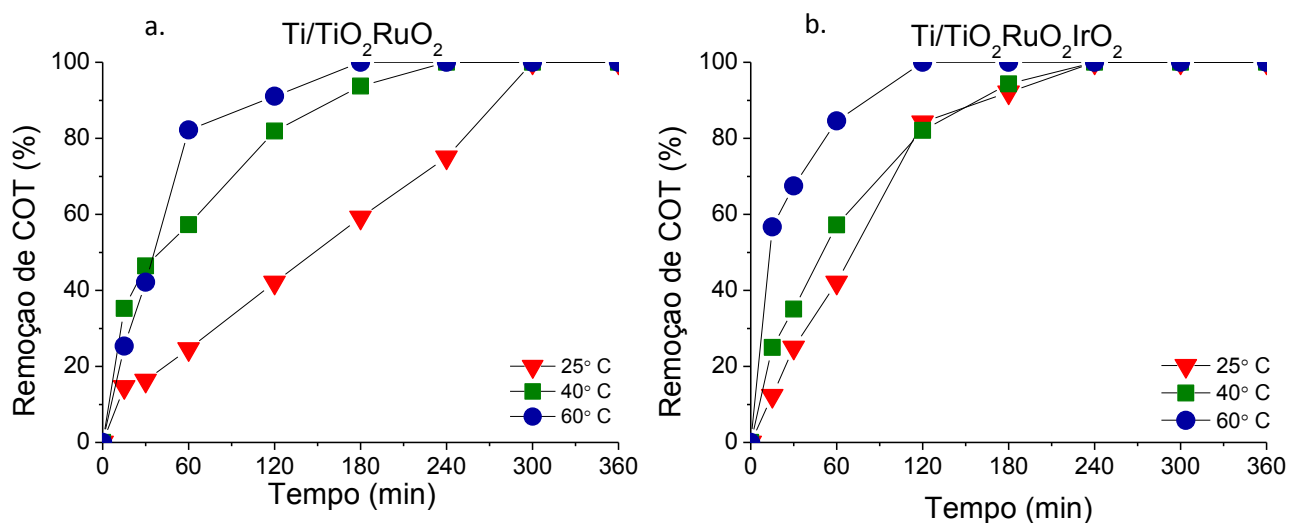 a.
Ti/TiO₂RuO₂
Remoçao de COT (%)
100
80
60
40
20
0
25° C
40° C
60° C
0 60 120 180 240 300 360
Tempo (min)
b.
Ti/TiO₂RuO₂IrO₂
Remoçao de COT (%)
100
80
60
40
20
0
25° C
40° C
60° C
0 60 120 180 240 300 360
Tempo (min)